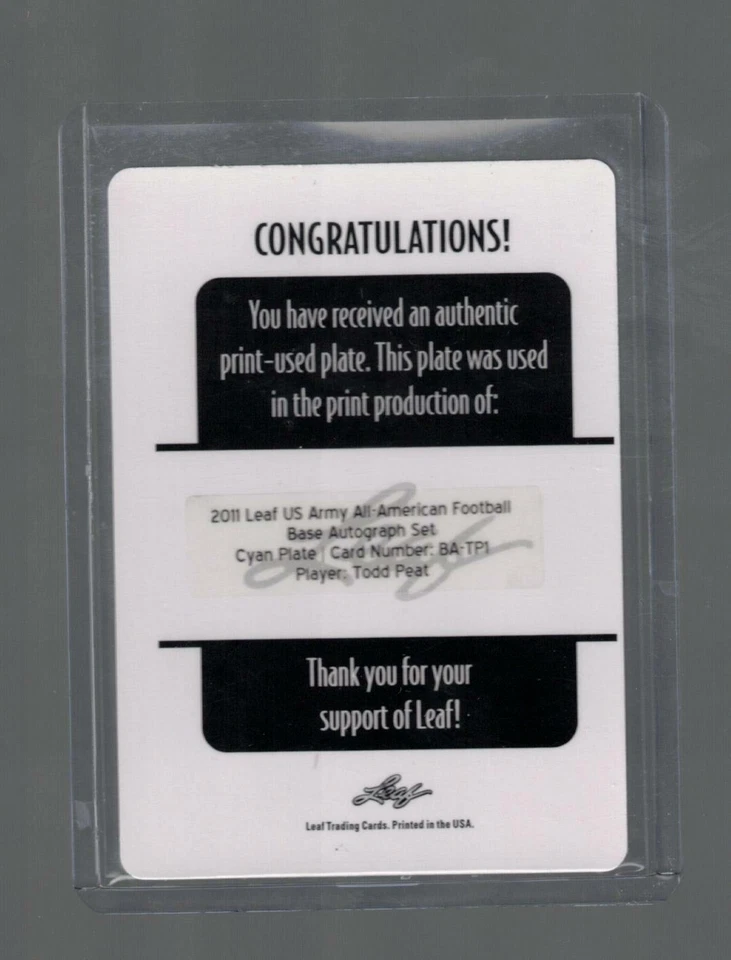 CONGRATULATIONS!
You have received an authentic
print-used plate. This plate was used
in the print production of:
2011 Leaf US Army All-American Football
Base Autograph Set
Cyan Plate | Card Number: BA-TP1
Player: Todd Peat
Leaf
Thank you for your
support of Leaf!
Leaf
Leaf Trading Cards. Printed in the USA.